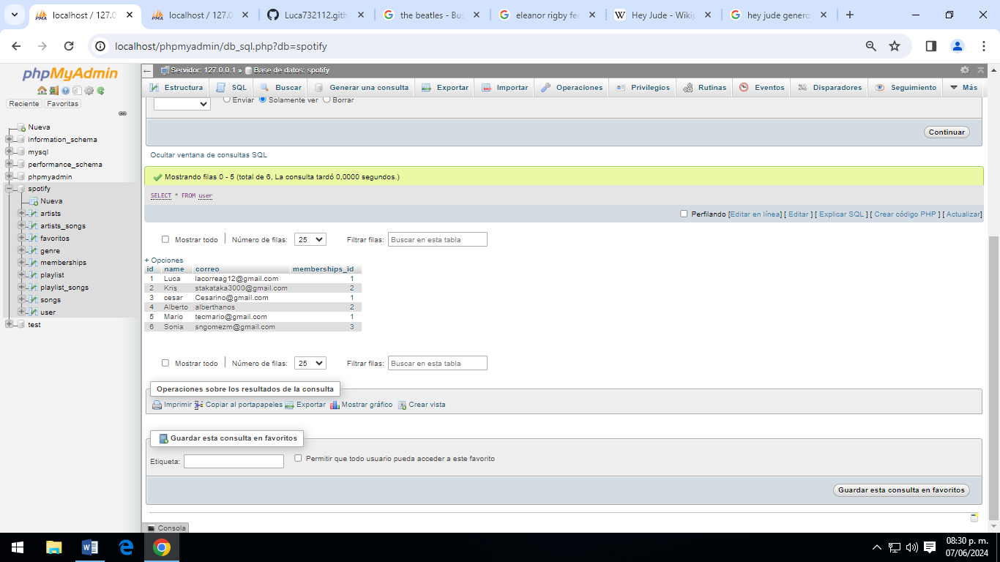 localhost / 127.0
localhost / 127.0
Luca732112.gith
the beatles - Bus
eleanor rigby fec
Hey Jude - Wikip
hey jude genero
localhost/phpmyadmin/db_sql.php?db=spotify
phpMyAdmin
Reciente Favoritas
Nueva
information_schema
mysql
performance_schema
phpmyadmin
spotify
Nueva
artists
artists_songs
favoritos
genre
memberships
playlist
playlist_songs
songs
user
test
Servidor: 127.0.0.1 » Base de datos: spotify
Estructura SQL Buscar Generar una consulta Exportar Importar Operaciones Privilegios Rutinas Eventos Disparadores Seguimiento Más
Enviar Solamente ver Borrar
Continuar
Ocultar ventana de consultas SQL
Mostrando filas 0 - 5 (total de 6, La consulta tardó 0,0000 segundos.)
SELECT * FROM user
Perfilando [Editar en línea] [ Editar ] [ Explicar SQL ] [ Crear código PHP ] [ Actualizar]
Mostrar todo | Número de filas: 25 Filtrar filas: Buscar en esta tabla
+ Opciones
id name correo memberships_id
1 Luca lacorreag12@gmail.com 1
2 Kris stakataka3000@gmail.com 2
3 cesar Cesarino@gmail.com 1
4 Alberto alberthanos 2
5 Mario tecmario@gmail.com 1
6 Sonia sngomezm@gmail.com 3
Mostrar todo | Número de filas: 25 Filtrar filas: Buscar en esta tabla
Operaciones sobre los resultados de la consulta
Imprimir Copiar al portapapeles Exportar Mostrar gráfico Crear vista
Guardar esta consulta en favoritos
Etiqueta: Permitir que todo usuario pueda acceder a este favorito
Guardar esta consulta en favoritos
Consola
08:30 p. m.
07/06/2024